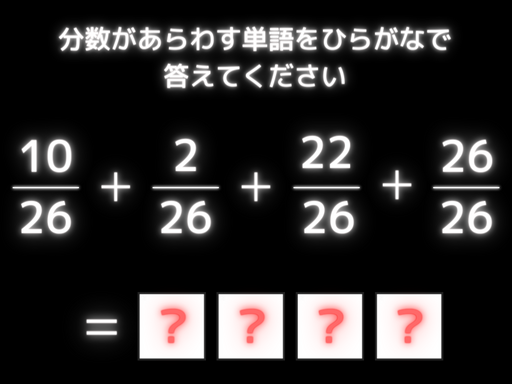 分数があらわす単語をひらがなで
答えてください
10/26 + 2/26 + 22/26 + 26/26
= ? ? ? ?